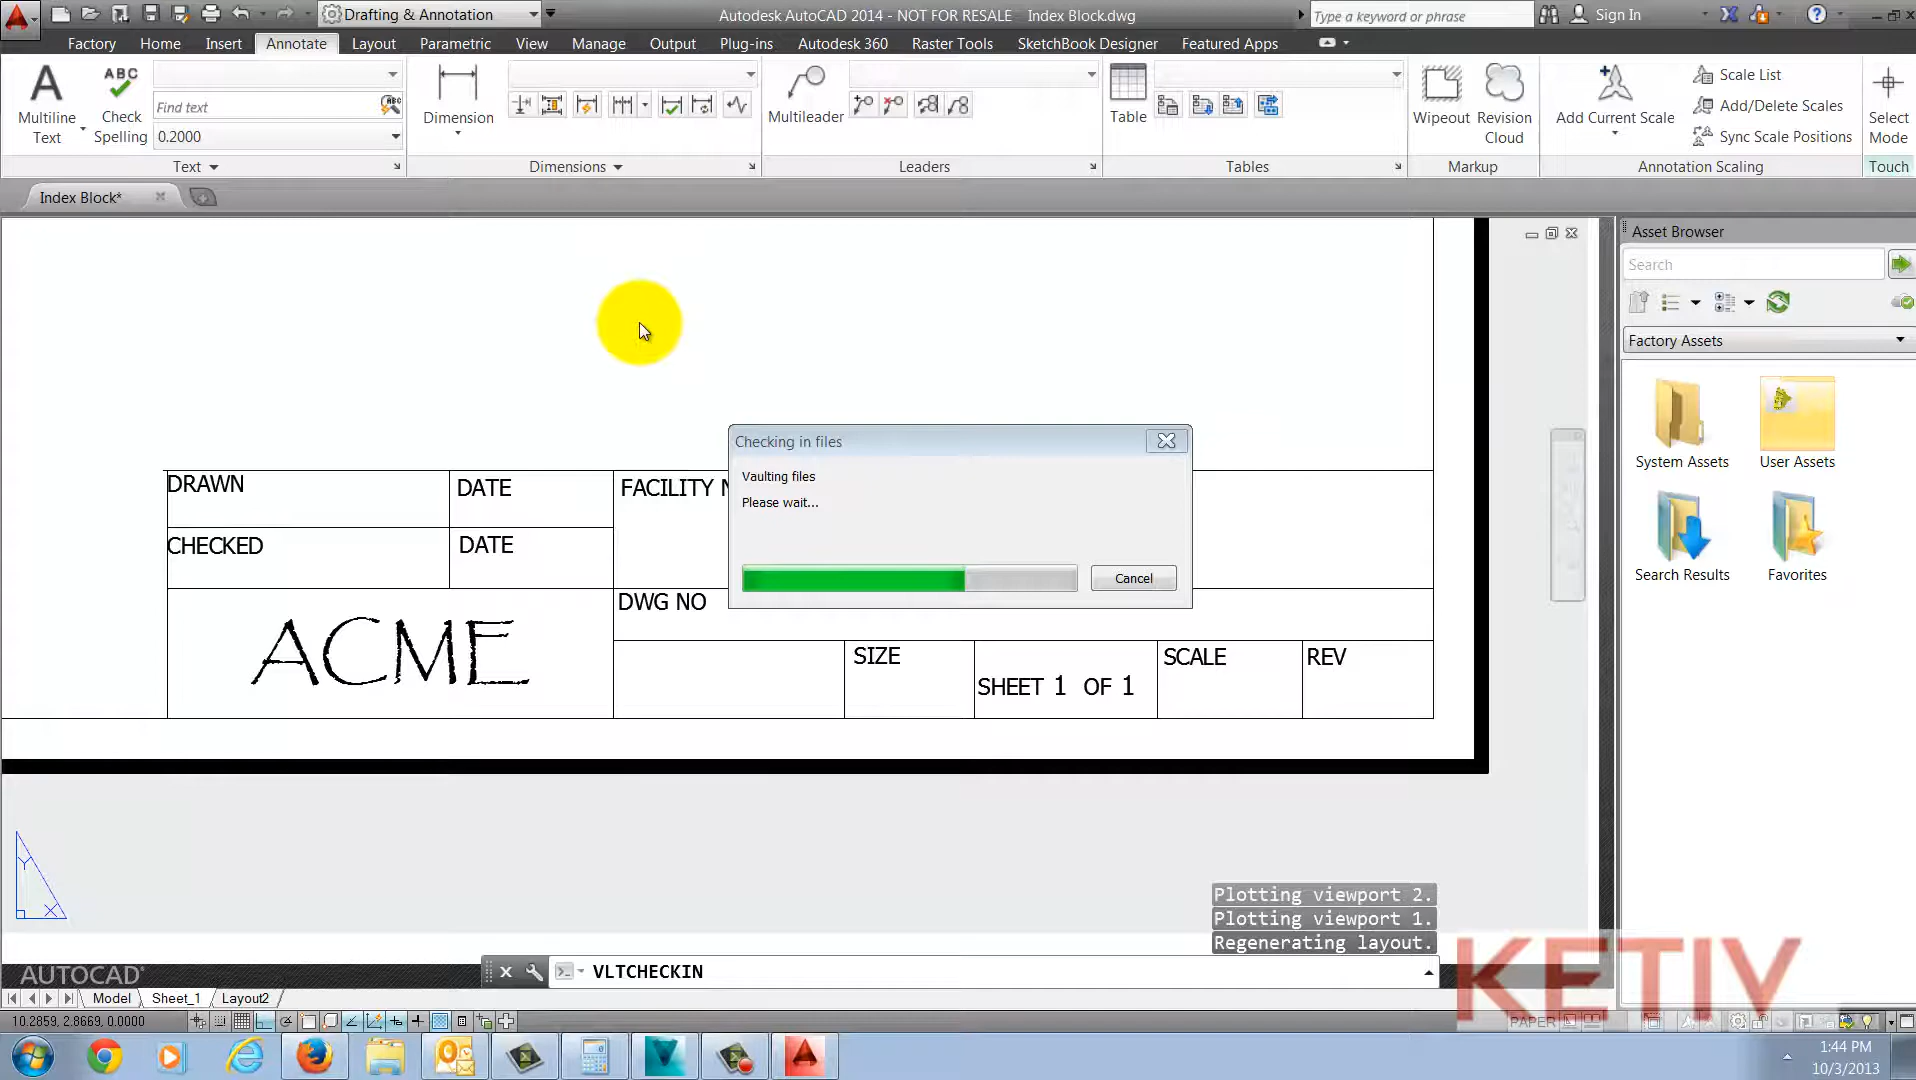 Drafting & Annotation
Autodesk AutoCAD 2014 - NOT FOR RESALE Index Block.dwg
Type a keyword or phrase
Sign In
Factory Home Insert Annotate Layout Parametric View Manage Output Plug-ins Autodesk 360 Raster Tools SketchBook Designer Featured Apps
Multiline Text
ABC
Check Spelling
Find text
0.2000
Dimension
Multileader
Table
Wipeout
Revision Cloud
Add Current Scale
Scale List
Add/Delete Scales
Sync Scale Positions
Select Mode
Text Dimensions Leaders Tables Markup Annotation Scaling Touch
Index Block*
Asset Browser
Search
Factory Assets
System Assets
User Assets
Search Results
Favorites
Checking in files
Vaulting files
Please wait...
Cancel
DRAWN
DATE
FACILITY N
CHECKED
DATE
ACME
DWG NO
SIZE
SHEET 1 OF 1
SCALE
REV
Y
X
Plotting viewport 2.
Plotting viewport 1.
Regenerating layout.
AUTOCAD
VLTCHECKIN
KETIV
Model Sheet_1 Layout2
10.2859, 2.8669, 0.0000
PAPER
1:44 PM
10/3/2013